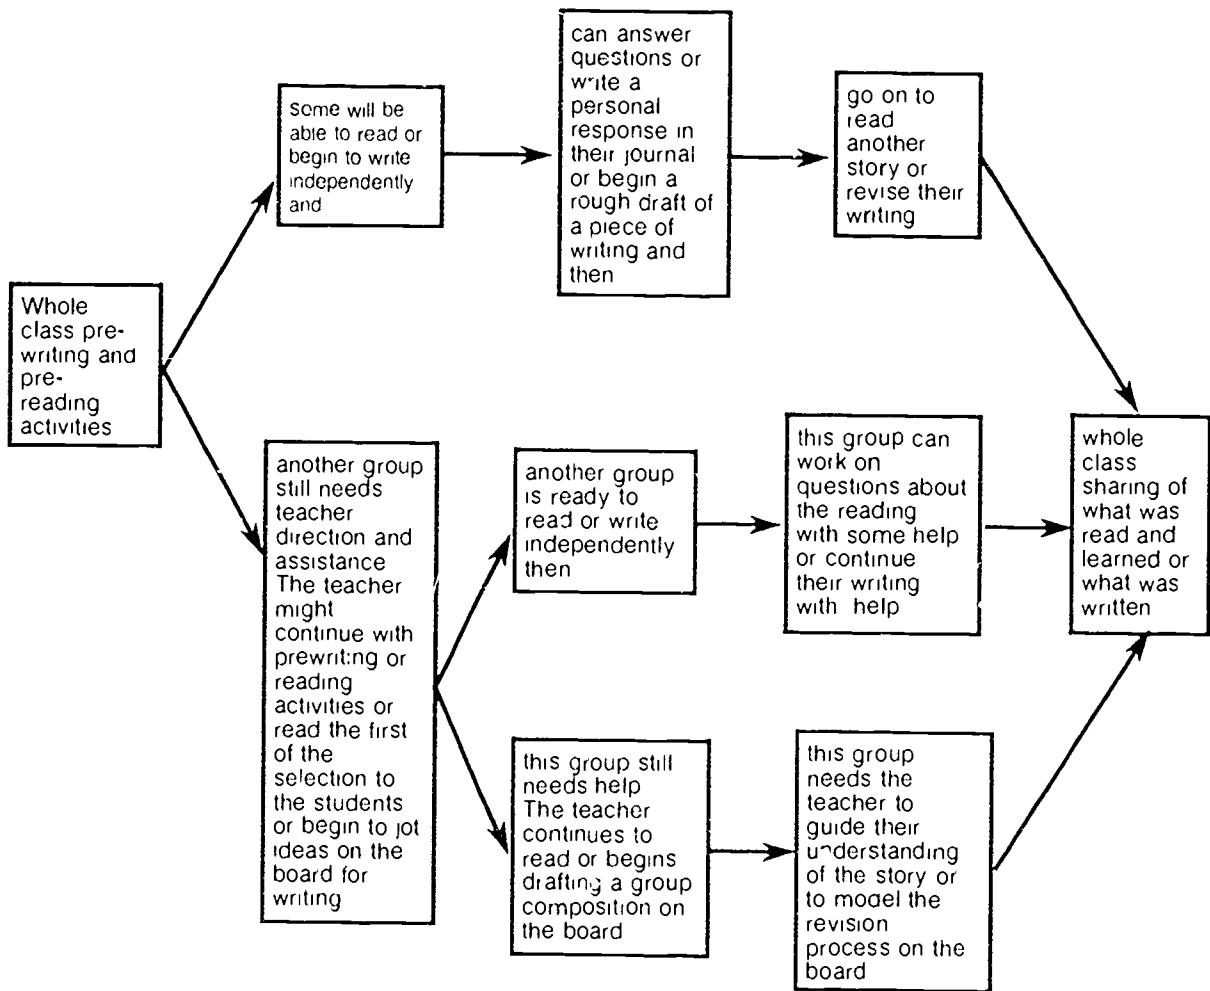 Whole
class pre-
writing and
pre-
reading
activities
some will be
able to read or
begin to write
independently
and
can answer
questions or
write a
personal
response in
their journal
or begin a
rough draft of
a piece of
writing and
then
go on to
read
another
story or
revise their
writing
another group
still needs
teacher
direction and
assistance
The teacher
might
continue with
prewriting or
reading
activities or
read the first
of the
selection to
the students
or begin to jot
ideas on the
board for
writing
another group
is ready to
read or write
independently
then
this group can
work on
questions about
the reading
with some help
or continue
their writing
with help
this group still
needs help
The teacher
continues to
read or begins
drafting a group
composition on
the board
this group
needs the
teacher to
guide their
understanding
of the story or
to model the
revision
process on the
board
whole
class
sharing of
what was
read and
learned or
what was
written